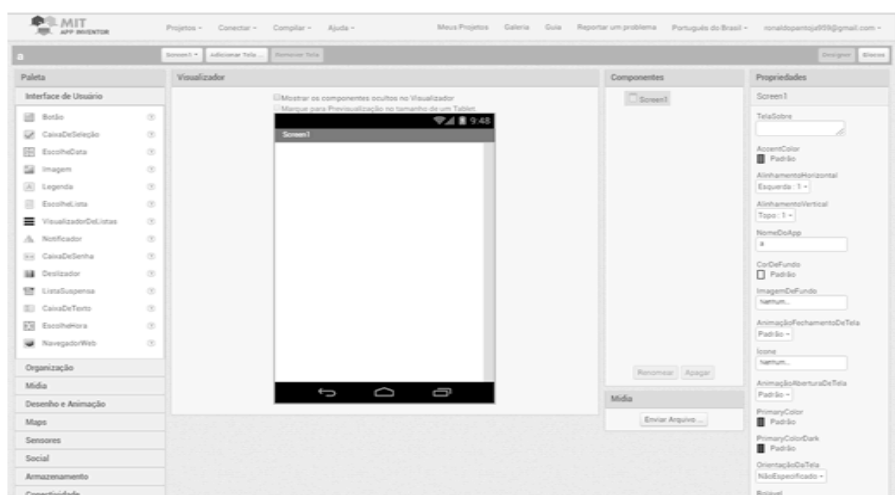 MIT
APP INVENTOR
Projetos Conectar Compilar Ajuda Meus Projetos Galeria Guia Reportar um problema Português do Brasil ronaldopantoja959@gmail.com
a Screen1 Adicionar Tela ... Remover Tela Designer Blocos
Paleta
Interface de Usuário
Botão
CaixaDeSeleção
EscolheData
Imagem
Legenda
EscolheLista
VisualizadorDeListas
Notificador
CaixaDeSenha
Deslizador
ListaSuspensa
CaixaDeTexto
EscolheHora
NavegadorWeb
Organização
Mídia
Desenho e Animação
Maps
Sensores
Social
Armazenamento
Conectividade
Visualizador
Mostrar os componentes ocultos no Visualizador
Marque para Previsualização no tamanho de um Tablet.
9:48
Screen1
Componentes
Screen1
Renomear Apagar
Mídia
Enviar Arquivo ...
Propriedades
Screen1
TelaSobre
AccentColor
Padrão
AlinhamentoHorizontal
Esquerda : 1
AlinhamentoVertical
Topo : 1
NomeDoApp
a
CorDeFundo
Padrão
ImagemDeFundo
Nenhum...
AnimaçãoFechamentoDeTela
Padrão
Ícone
Nenhum...
AnimaçãoAberturaDeTela
Padrão
PrimaryColor
Padrão
PrimaryColorDark
Padrão
OrientaçãoDaTela
NãoEspecificado
Rolável